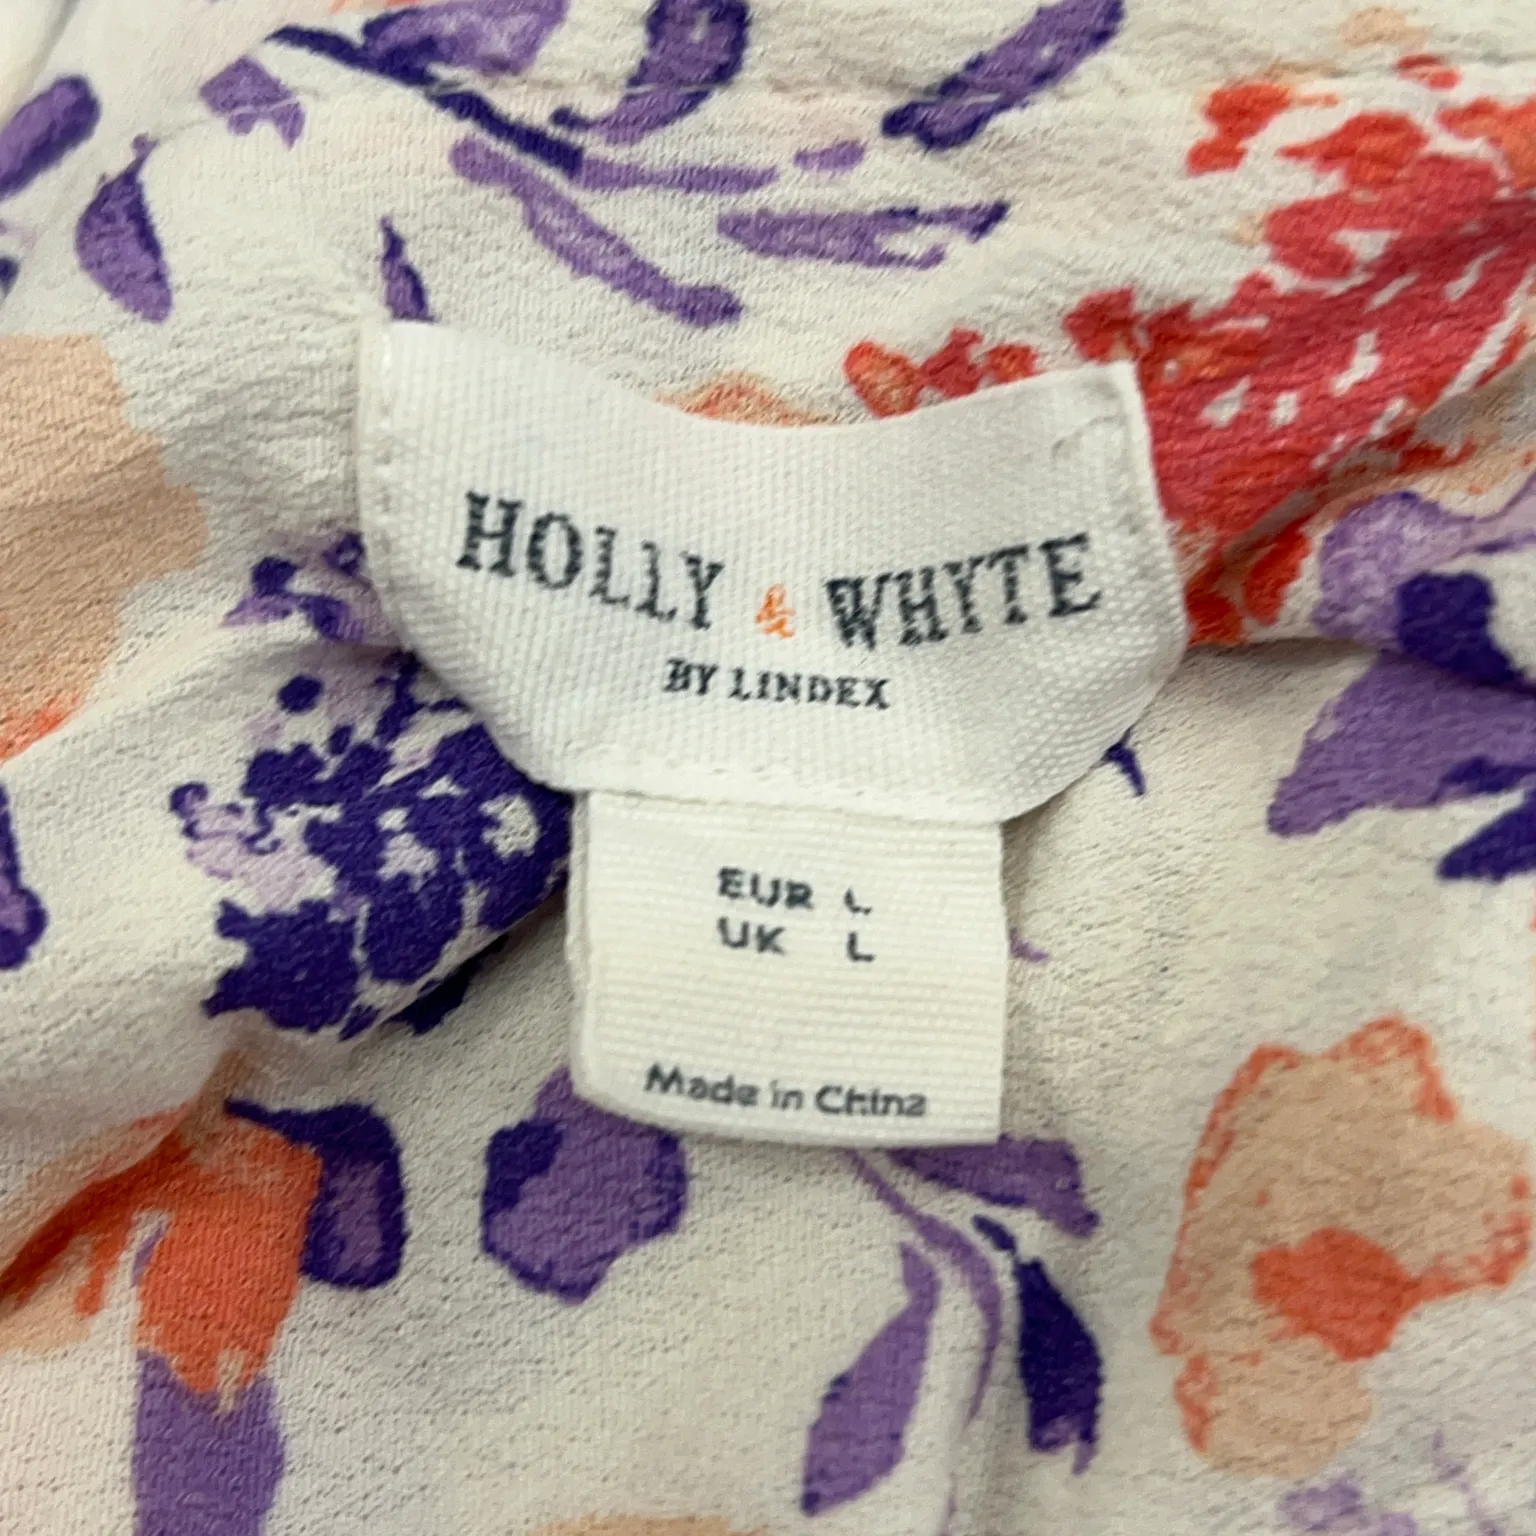 HOLLY & WHYTE
BY LINDEX
EUR L
UK L
Made in China